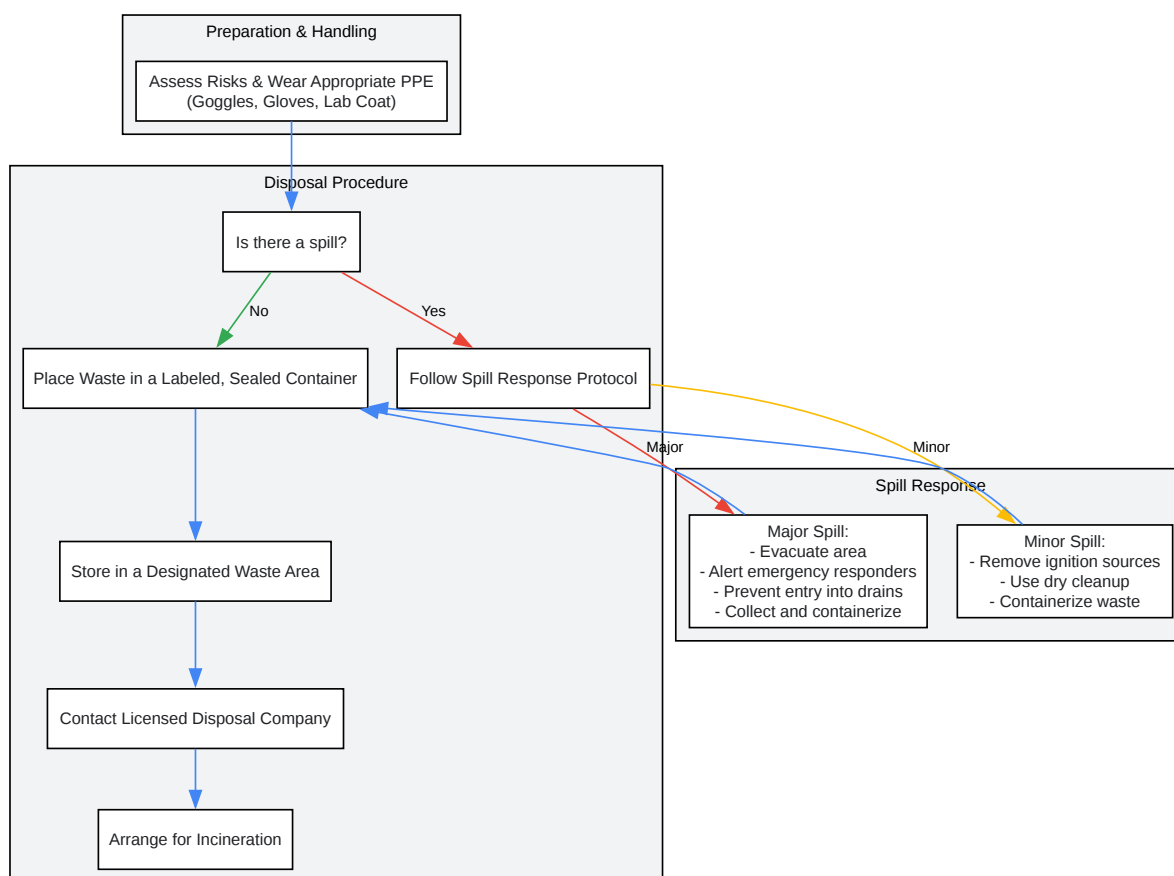 Preparation & Handling
Assess Risks & Wear Appropriate PPE
(Goggles, Gloves, Lab Coat)
Disposal Procedure
Is there a spill?
No
Yes
Place Waste in a Labeled, Sealed Container
Follow Spill Response Protocol
Major
Minor
Spill Response
Major Spill:
- Evacuate area
- Alert emergency responders
- Prevent entry into drains
- Collect and containerize
Minor Spill:
- Remove ignition sources
- Use dry cleanup
- Containerize waste
Store in a Designated Waste Area
Contact Licensed Disposal Company
Arrange for Incineration